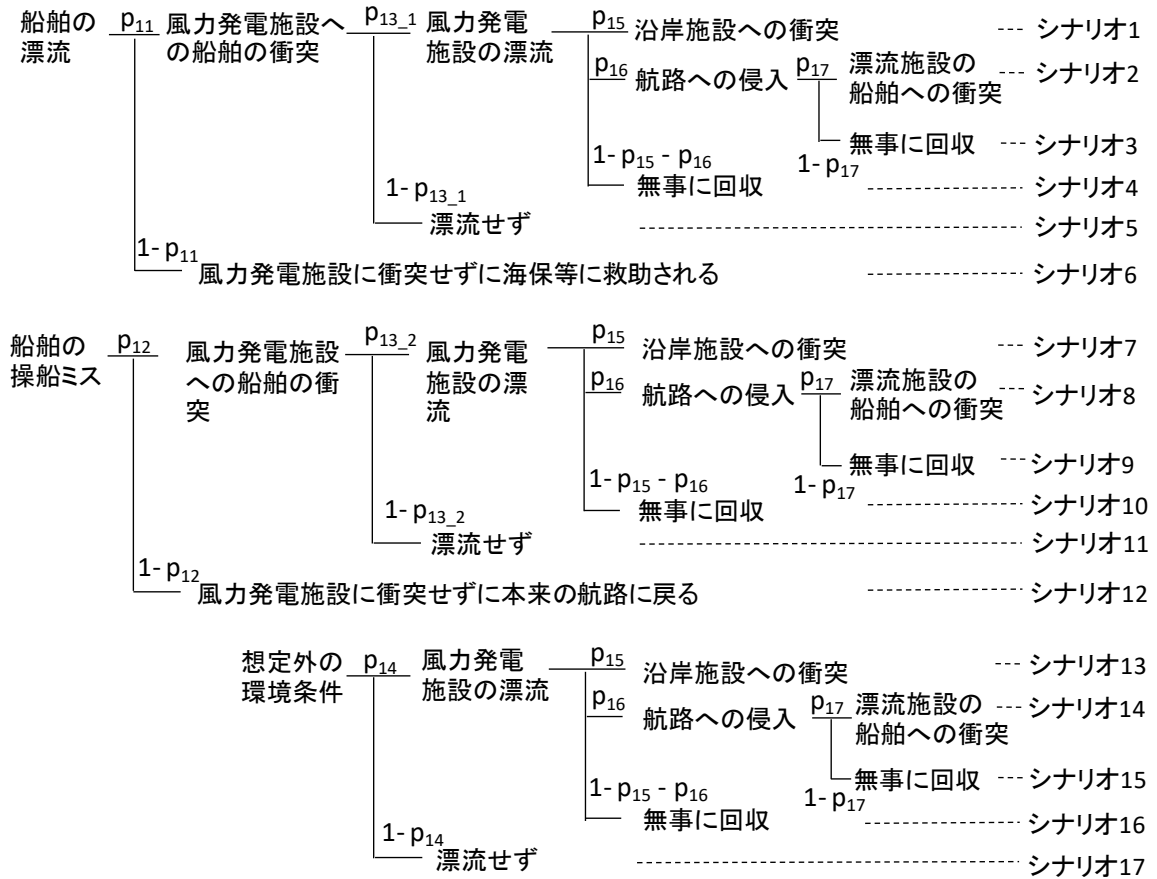 船舶の
漂流
p11
風力発電施設へ
の船舶の衝突
p13_1
風力発電
施設の漂流
p15
沿岸施設への衝突
--- シナリオ1
p16
航路への侵入
p17
漂流施設の
船舶への衝突
--- シナリオ2
無事に回収
--- シナリオ3
1- p17
1- p15 - p16
無事に回収
シナリオ4
1- p13_1
漂流せず
シナリオ5
1- p11
風力発電施設に衝突せずに海保等に救助される
シナリオ6
船舶の
操船ミス
p12
風力発電施設
への船舶の衝
突
p13_2
風力発電
施設の漂
流
p15
沿岸施設への衝突
--- シナリオ7
p16
航路への侵入
p17
漂流施設の
船舶への衝突
--- シナリオ8
無事に回収
--- シナリオ9
1- p17
1- p15 - p16
無事に回収
シナリオ10
1- p13_2
漂流せず
シナリオ11
1- p12
風力発電施設に衝突せずに本来の航路に戻る
シナリオ12
想定外の
環境条件
p14
風力発電
施設の漂流
p15
沿岸施設への衝突
--- シナリオ13
p16
航路への侵入
p17
漂流施設の
船舶への衝突
--- シナリオ14
無事に回収
--- シナリオ15
1- p17
1- p15 - p16
無事に回収
シナリオ16
1- p14
漂流せず
シナリオ17